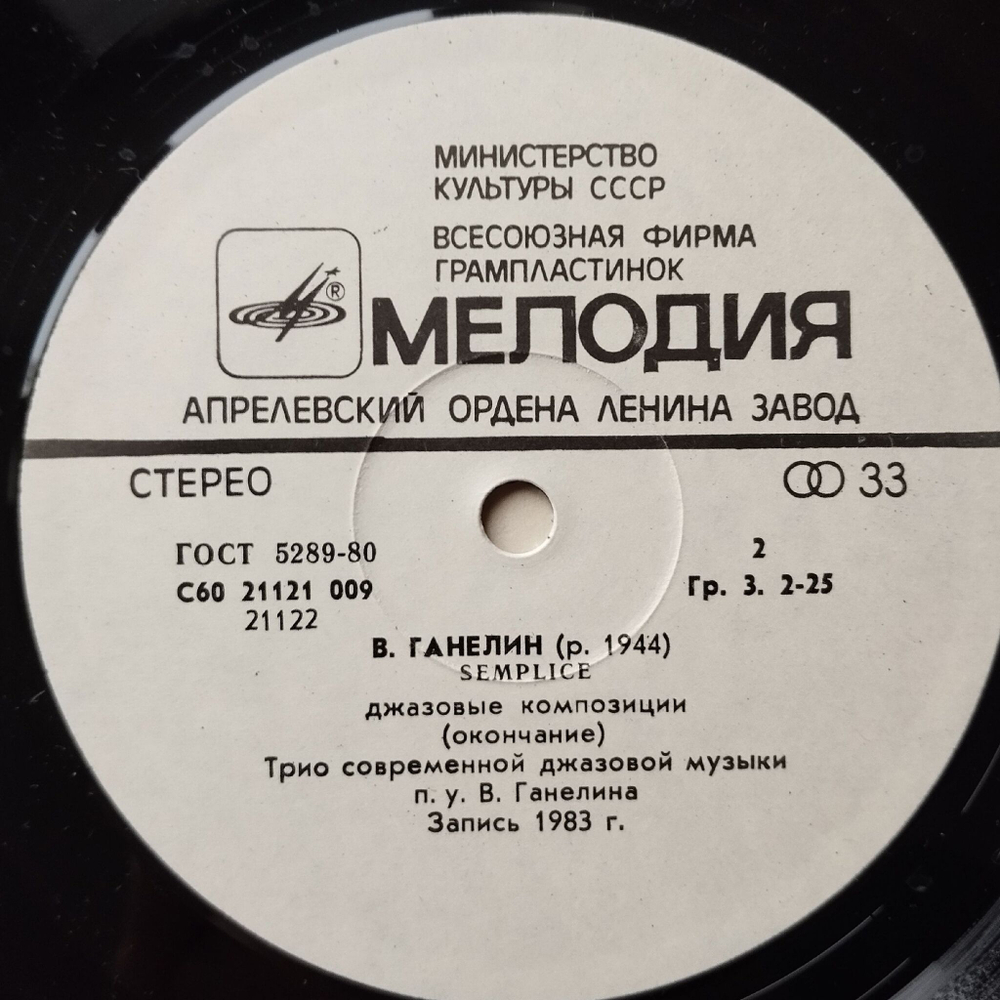 МИНИСТЕРСТВО
КУЛЬТУРЫ СССР
ВСЕСОЮЗНАЯ ФИРМА
ГРАМПЛАСТИНОК
®
МЕЛОДИЯ
АПРЕЛЕВСКИЙ ОРДЕНА ЛЕНИНА ЗАВОД
СТЕРЕО 33
ГОСТ 5289-80 2
С60 21121 009 Гр. 3. 2-25
21122
В. ГАНЕЛИН (р. 1944)
SEMPLICE
джазовые композиции
(окончание)
Трио современной джазовой музыки
п. у. В. Ганелина
Запись 1983 г.